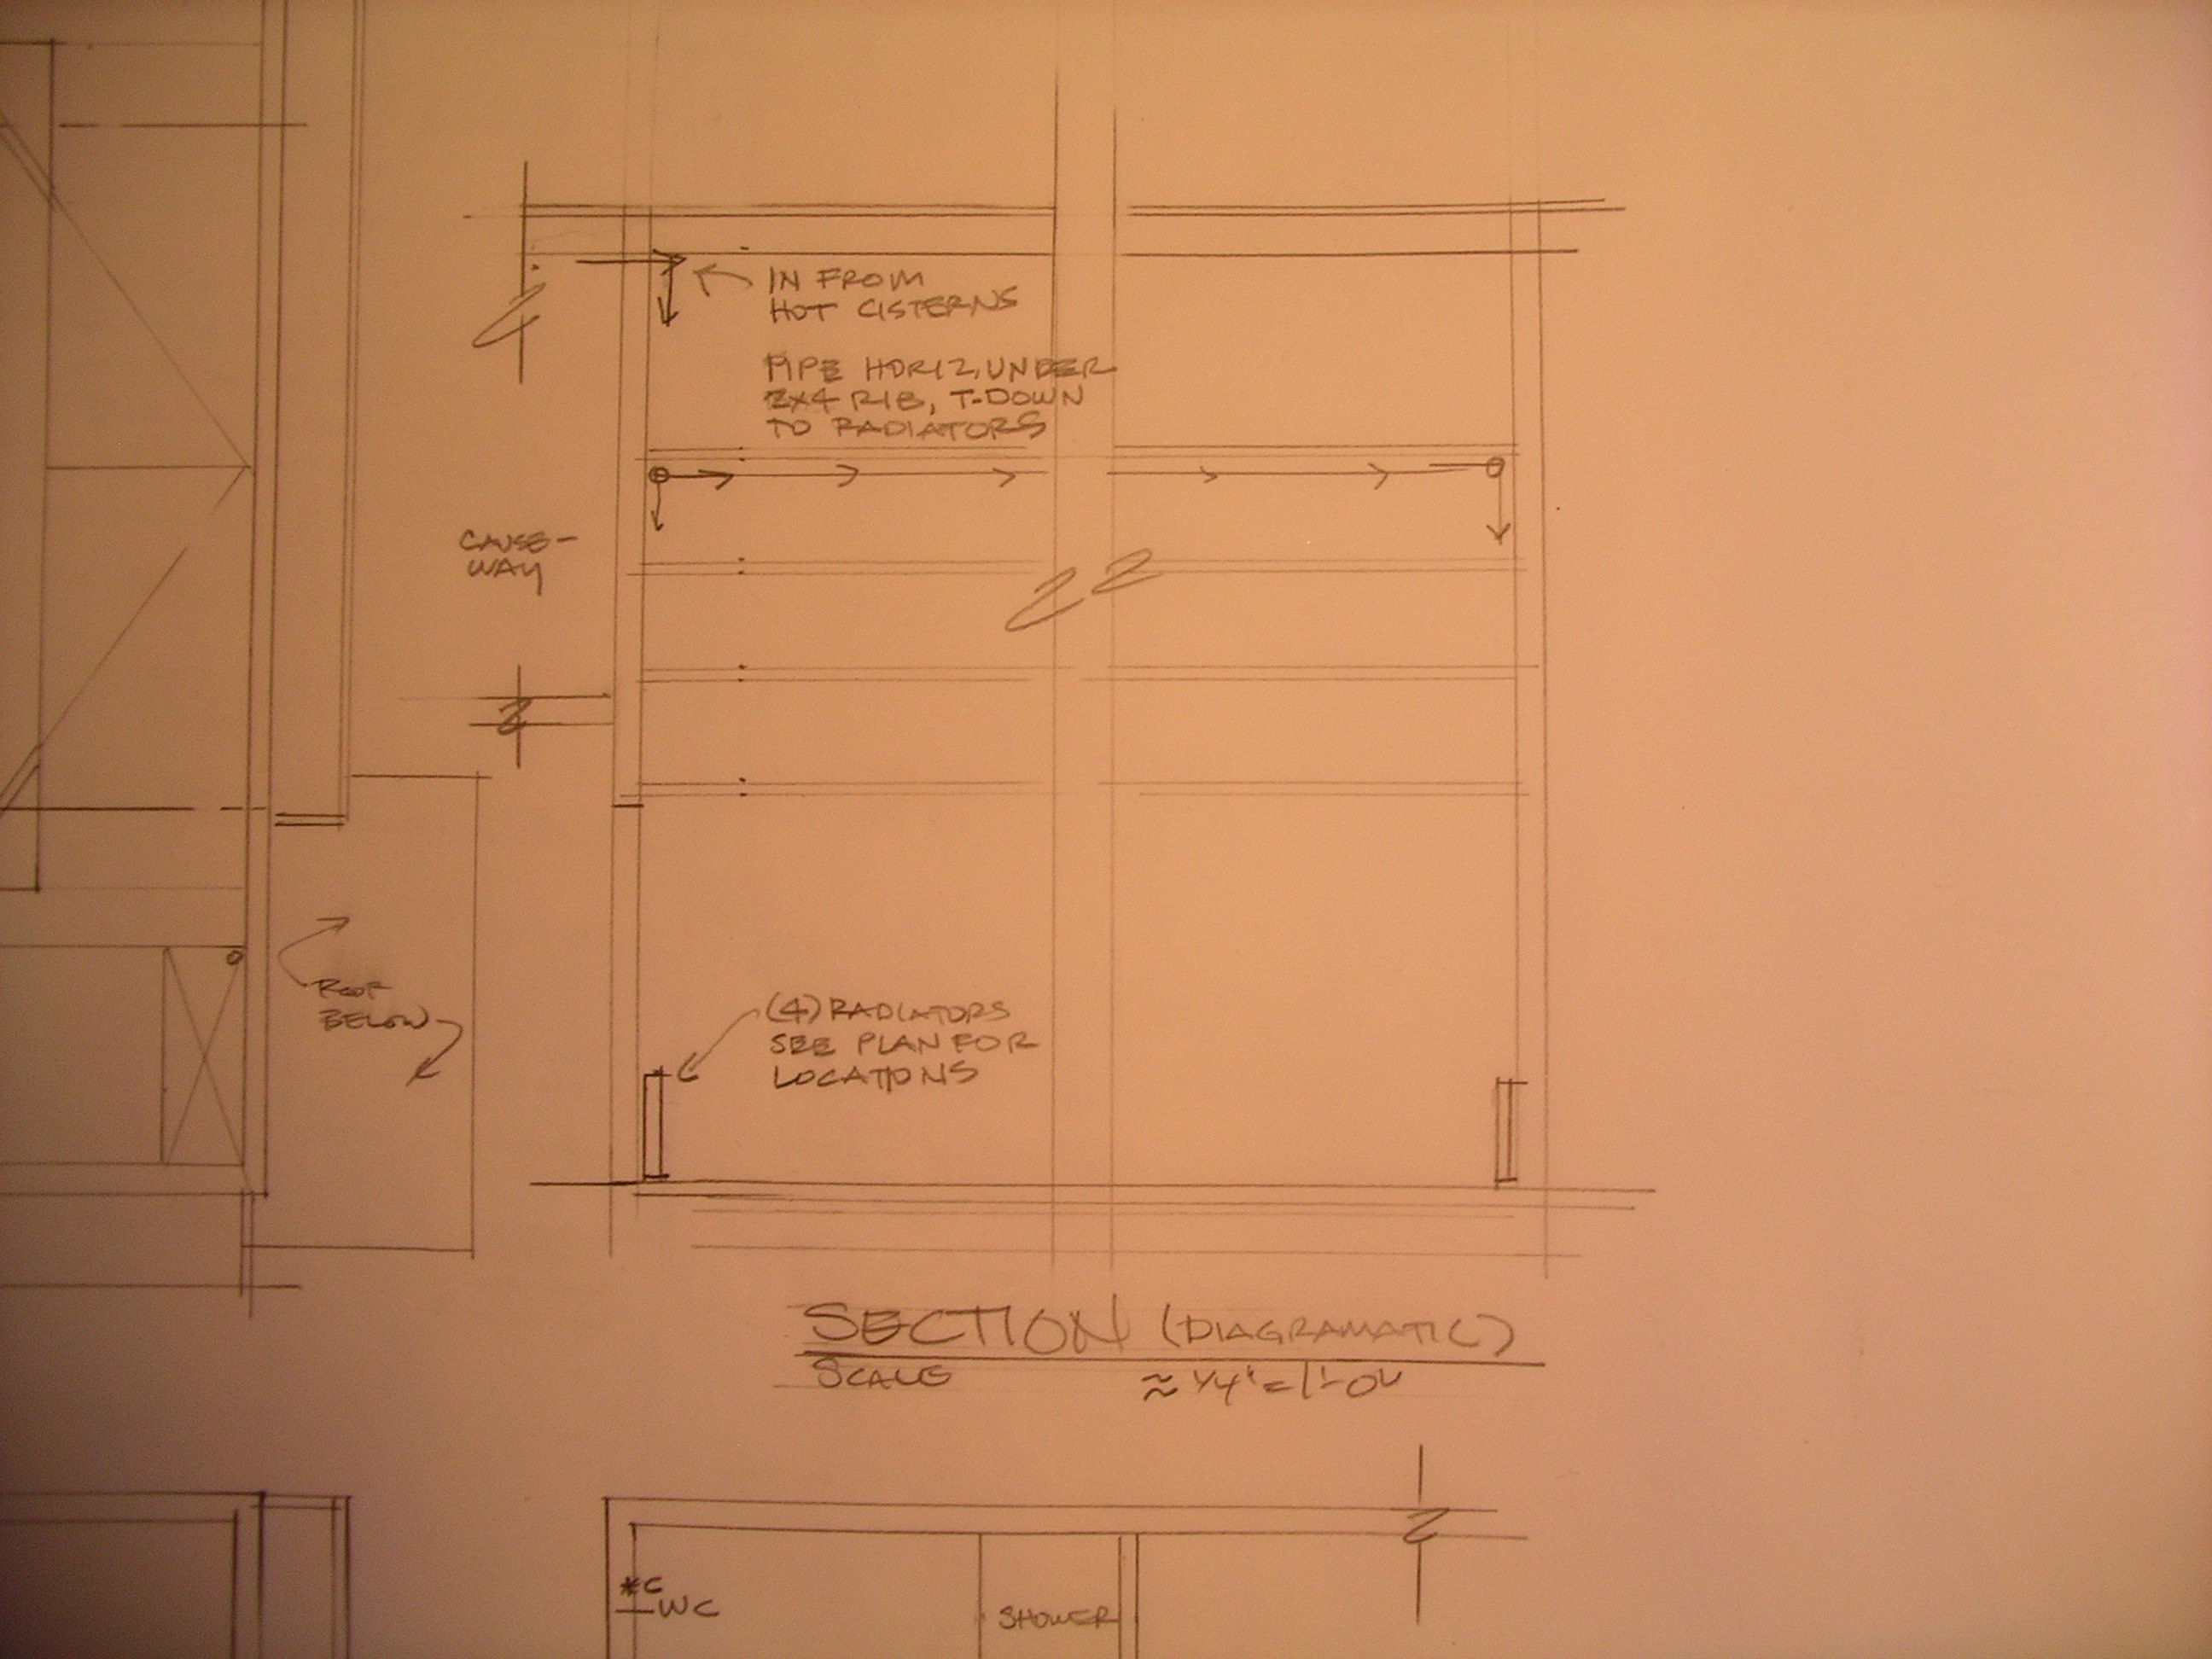 IN FROM
HOT CISTERNS
PIPE HORIZ, UNDER
2X4 RIB, T-DOWN
TO RADIATORS
CAUSE-
WAY
ROOF
BELOW
(4) RADIATORS
SEE PLAN FOR
LOCATIONS
SECTION (DIAGRAMATIC)
SCALE ≈ 1/4" = 1'-0"
*C
WC
SHOWER